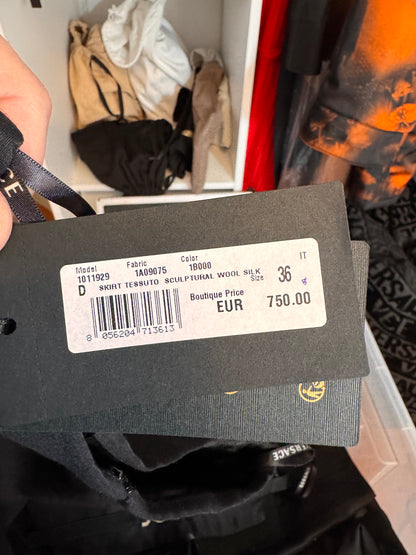 Model Fabric Color IT
1011929 1A09075 1B000
D SKIRT TESSUTO SCULPTURAL WOOL SILK Size 36
Boutique Price
EUR 750.00
8 056204 713613
VERSACE